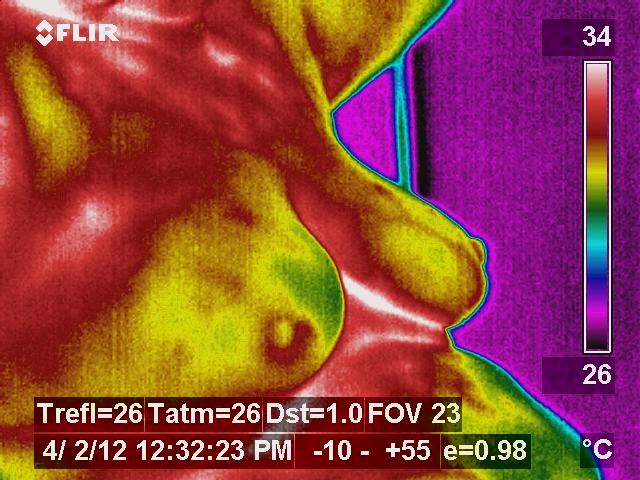 FLIR
34
26
Trefl=26 Tatm=26 Dst=1.0 FOV 23
4/ 2/12 12:32:23 PM -10 - +55 e=0.98 °C